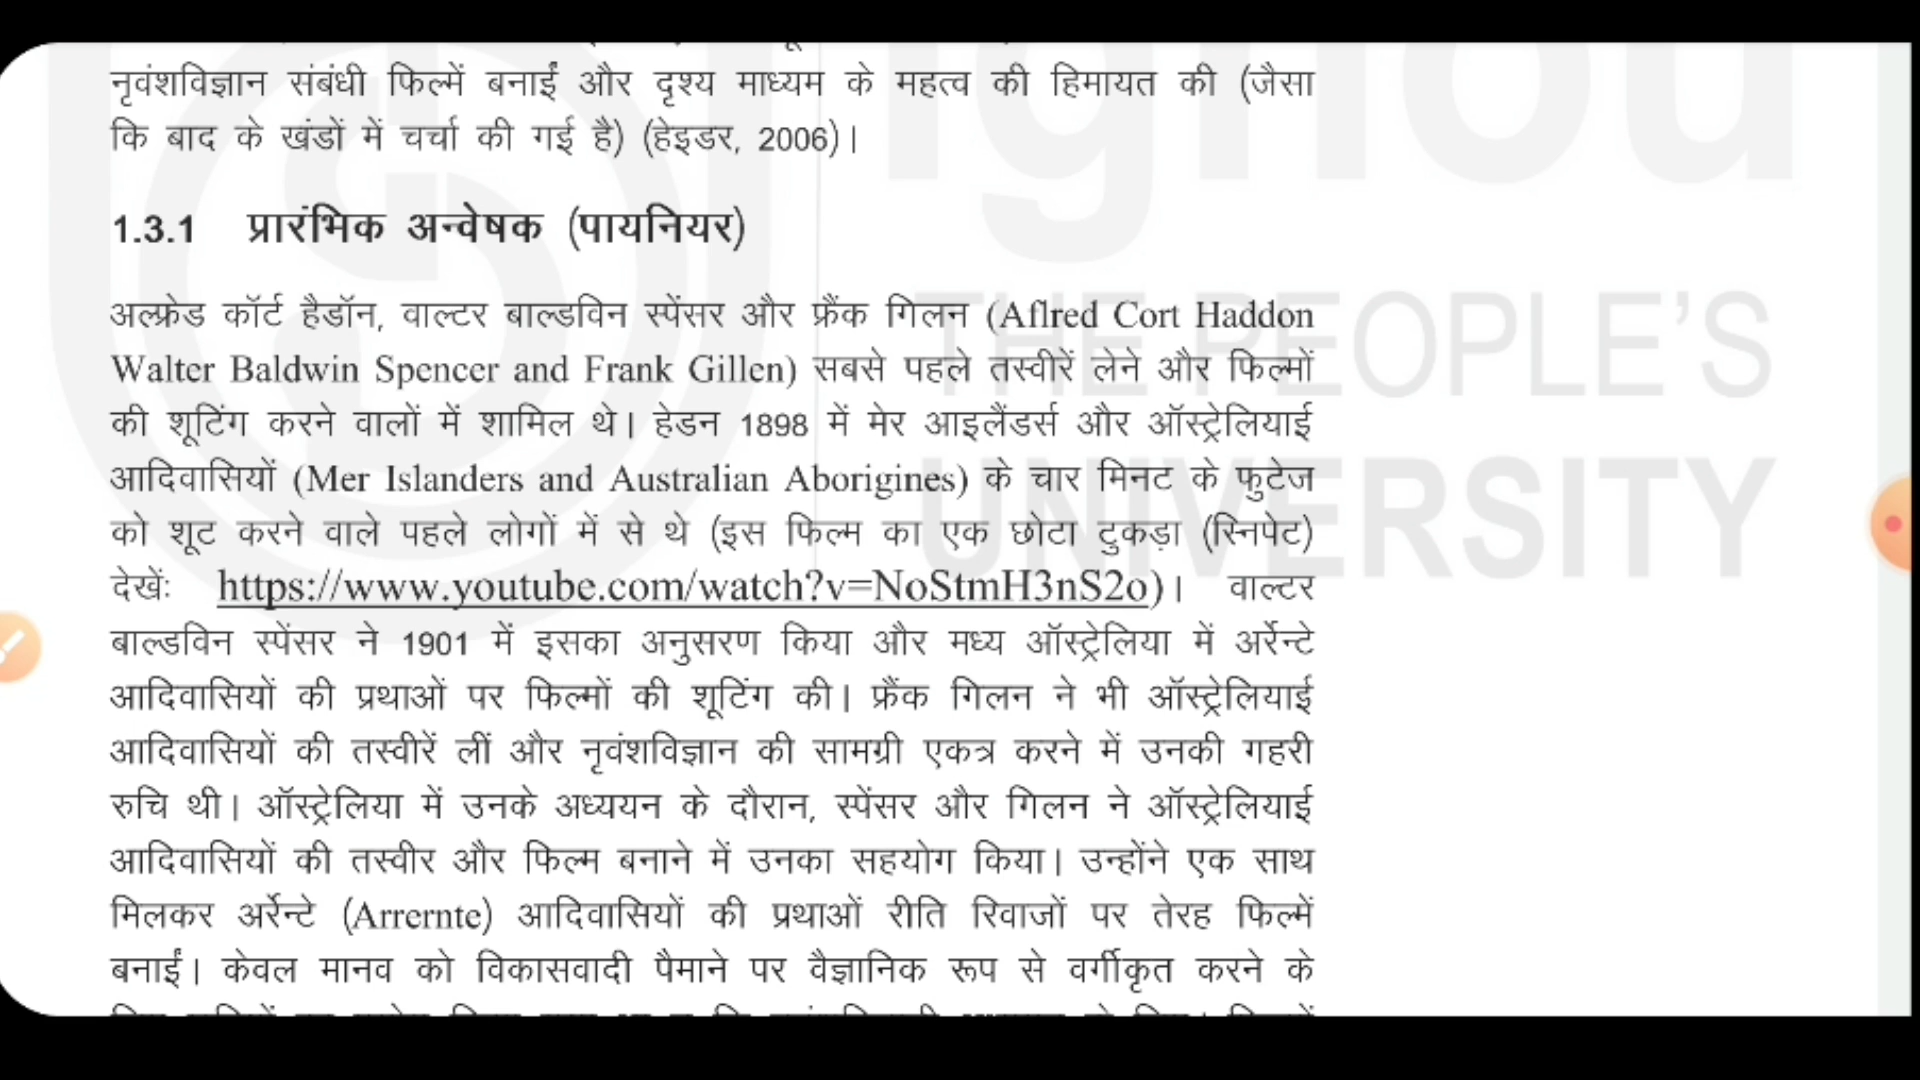 नृवंशविज्ञान संबंधी फिल्में बनाईं और दृश्य माध्यम के महत्व की हिमायत की (जैसा
कि बाद के खंडों में चर्चा की गई है) (हेइडर, 2006)।
1.3.1 प्रारंभिक अन्वेषक (पायनियर)
अल्फ्रेड कॉर्ट हैडॉन, वाल्टर बाल्डविन स्पेंसर और फ्रैंक गिलन (Aflred Cort Haddon
Walter Baldwin Spencer and Frank Gillen) सबसे पहले तस्वीरें लेने और फिल्मों
की शूटिंग करने वालों में शामिल थे। हेडन 1898 में मेर आइलैंडर्स और ऑस्ट्रेलियाई
आदिवासियों (Mer Islanders and Australian Aborigines) के चार मिनट के फुटेज
को शूट करने वाले पहले लोगों में से थे (इस फिल्म का एक छोटा टुकड़ा (स्निपेट)
देखें: https://www.youtube.com/watch?v=NoStmH3nS2o)। वाल्टर
बाल्डविन स्पेंसर ने 1901 में इसका अनुसरण किया और मध्य ऑस्ट्रेलिया में अर्रेन्टे
आदिवासियों की प्रथाओं पर फिल्मों की शूटिंग की। फ्रैंक गिलन ने भी ऑस्ट्रेलियाई
आदिवासियों की तस्वीरें लीं और नृवंशविज्ञान की सामग्री एकत्र करने में उनकी गहरी
रुचि थी। ऑस्ट्रेलिया में उनके अध्ययन के दौरान, स्पेंसर और गिलन ने ऑस्ट्रेलियाई
आदिवासियों की तस्वीर और फिल्म बनाने में उनका सहयोग किया। उन्होंने एक साथ
मिलकर अर्रेन्टे (Arrernte) आदिवासियों की प्रथाओं रीति रिवाजों पर तेरह फिल्में
बनाईं। केवल मानव को विकासवादी पैमाने पर वैज्ञानिक रूप से वर्गीकृत करने के
ignou
THE PEOPLE'S
UNIVERSITY